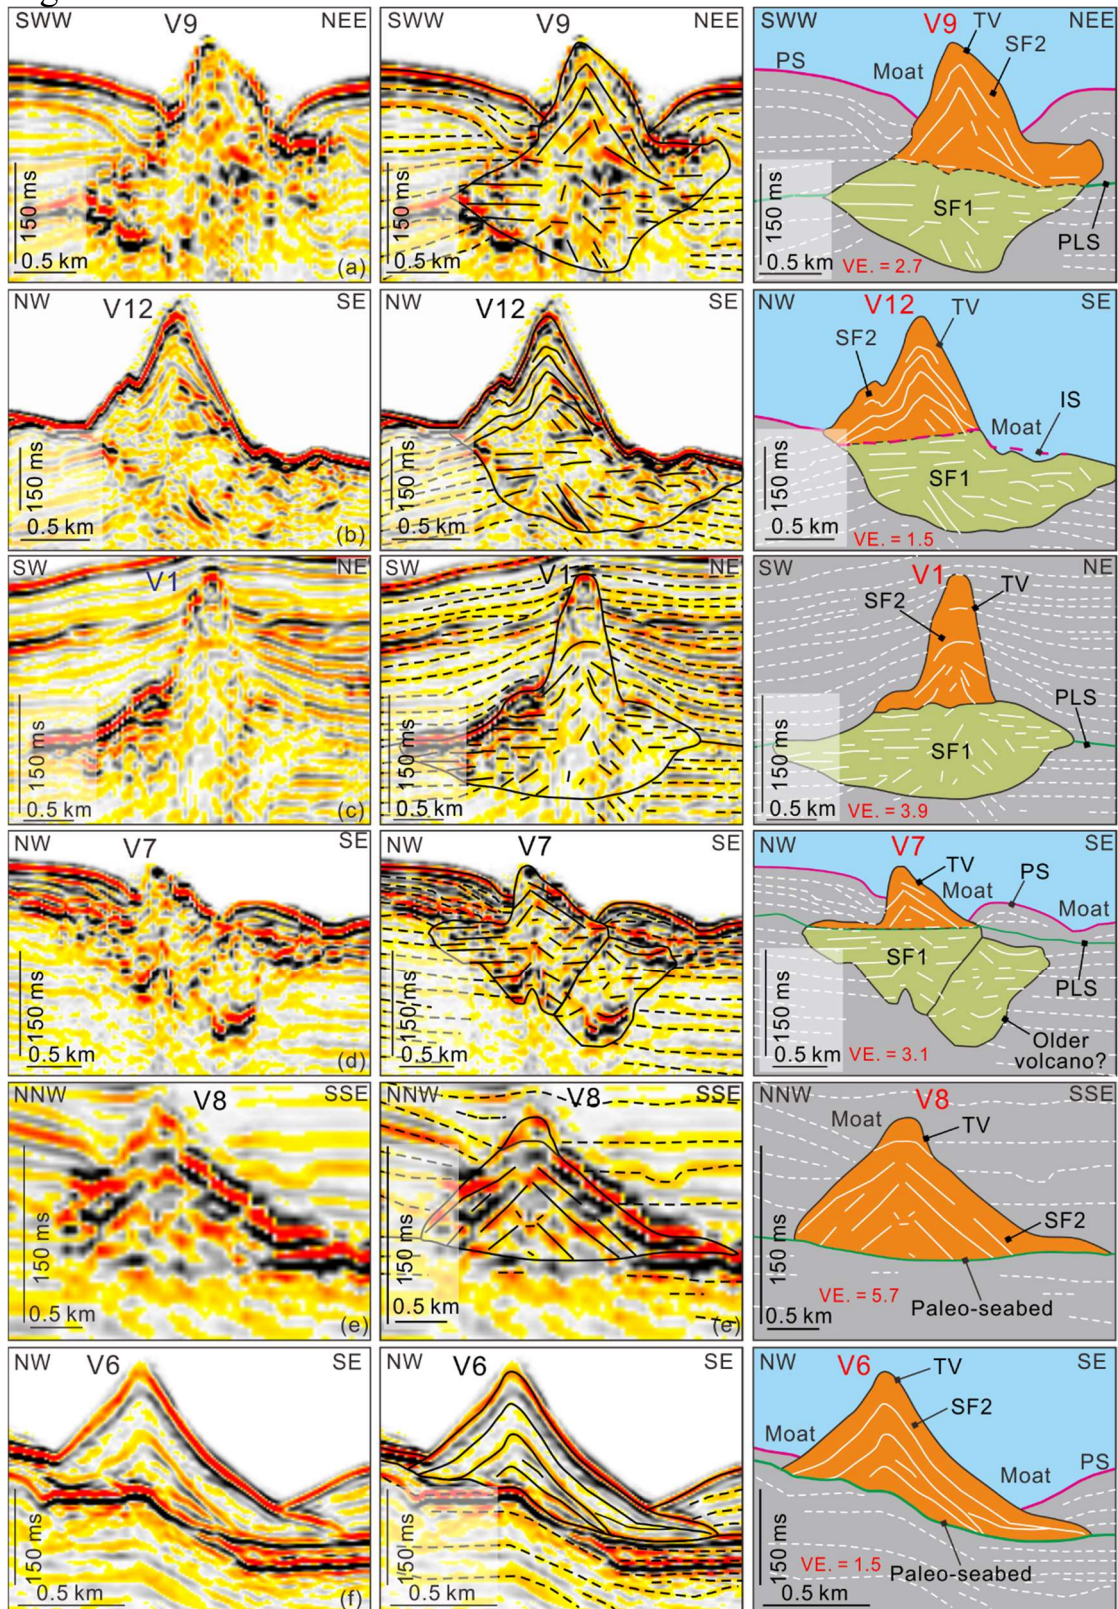 SWW V9 SWW V9 NEE SWW V9 TV NEE
SF2
PS Moat
150 ms 150 ms 150 ms SF1
PLS
0.5 km (a) 0.5 km 0.5 km VE. = 2.7
NW V12 SE NW V12 SE NW V12 TV SE
SF2
IS
Moat
150 ms 150 ms 150 ms SF1
0.5 km (b) 0.5 km 0.5 km VE. = 1.5
SW V1 NE SW V1 NE SW V1 NE
SF2 TV
PLS
150 ms 150 ms 150 ms SF1
0.5 km (c) 0.5 km 0.5 km VE. = 3.9
NW V7 SE NW V7 SE NW V7 SE
TV
Moat PS
Moat
150 ms 150 ms 150 ms SF1
PLS
Older
volcano?
0.5 km (d) 0.5 km 0.5 km VE. = 3.1
NNW V8 SSE NNW V8 SSE NNW V8 SSE
Moat TV
150 ms 150 ms 150 ms SF2
VE. = 5.7
Paleo-seabed
0.5 km (e) 0.5 km (e) 0.5 km
NW V6 SE NW V6 SE NW V6 TV SE
SF2
Moat
Moat PS
150 ms 150 ms 150 ms
VE. = 1.5 Paleo-seabed
0.5 km (f) 0.5 km 0.5 km